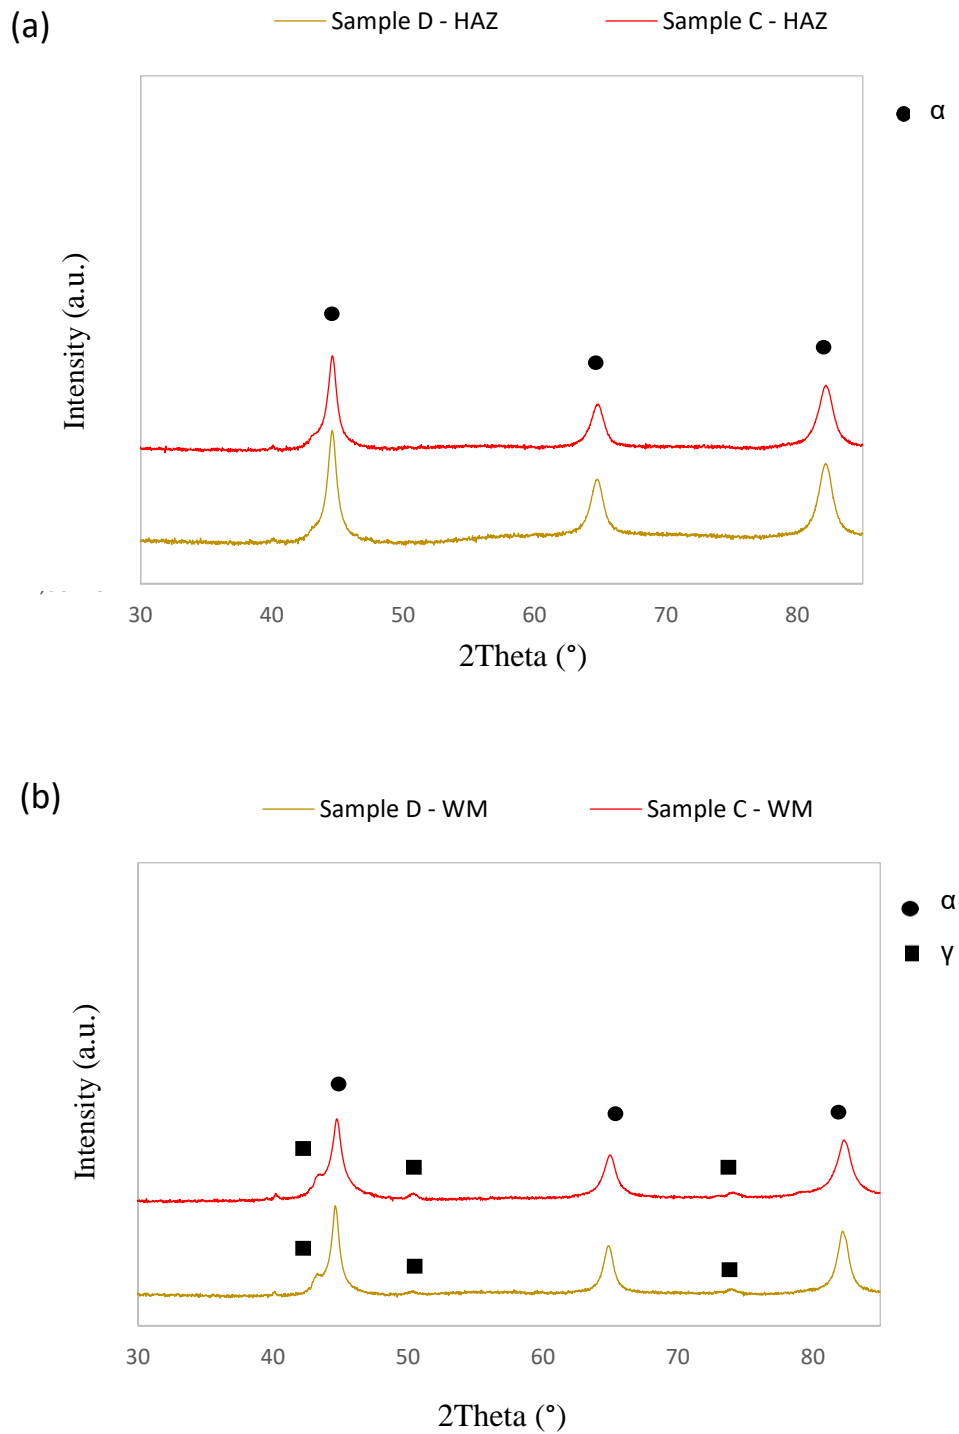 (a)
Sample D - HAZ Sample C - HAZ
α
Intensity (a.u.)
30 40 50 60 70 80
2Theta (°)
(b)
Sample D - WM Sample C - WM
α
γ
Intensity (a.u.)
30 40 50 60 70 80
2Theta (°)